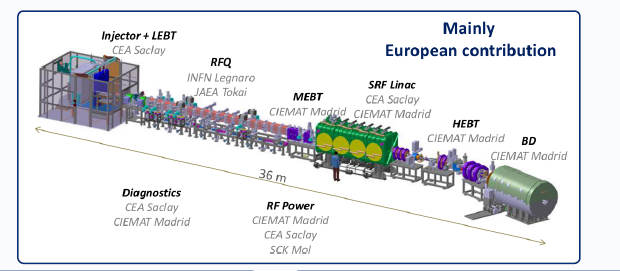 Mainly
European contribution
Injector + LEBT
CEA Saclay
RFQ
INFN Legnaro
JAEA Tokai
MEBT
CIEMAT Madrid
SRF Linac
CEA Saclay
CIEMAT Madrid
HEBT
CIEMAT Madrid
BD
CIEMAT Madrid
36 m
Diagnostics
CEA Saclay
CIEMAT Madrid
RF Power
CIEMAT Madrid
CEA Saclay
SCK Mol